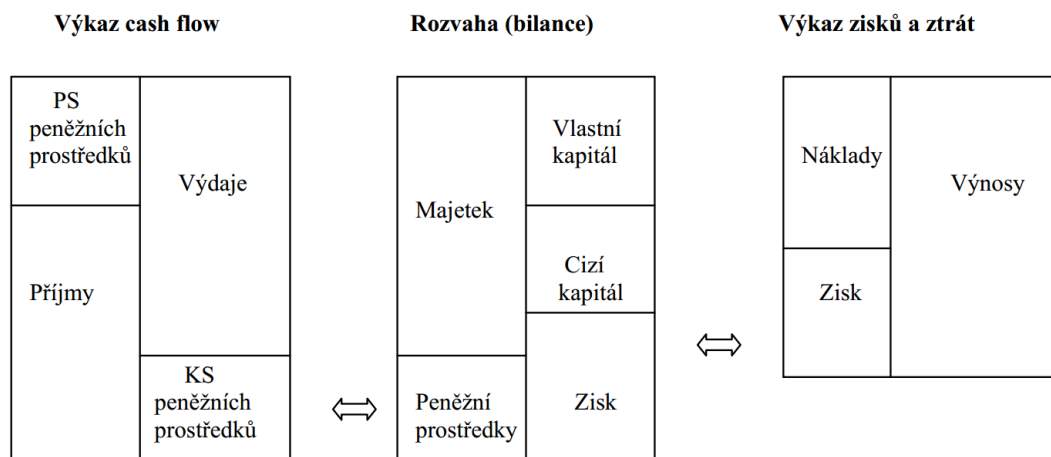 Výkaz cash flow
Rozvaha (bilance)
Výkaz zisků a ztrát
PS
peněžních
prostředků
Výdaje
Příjmy
KS
peněžních
prostředků
Majetek
Vlastní
kapitál
Cizí
kapitál
Peněžní
prostředky
Zisk
Náklady
Výnosy
Zisk